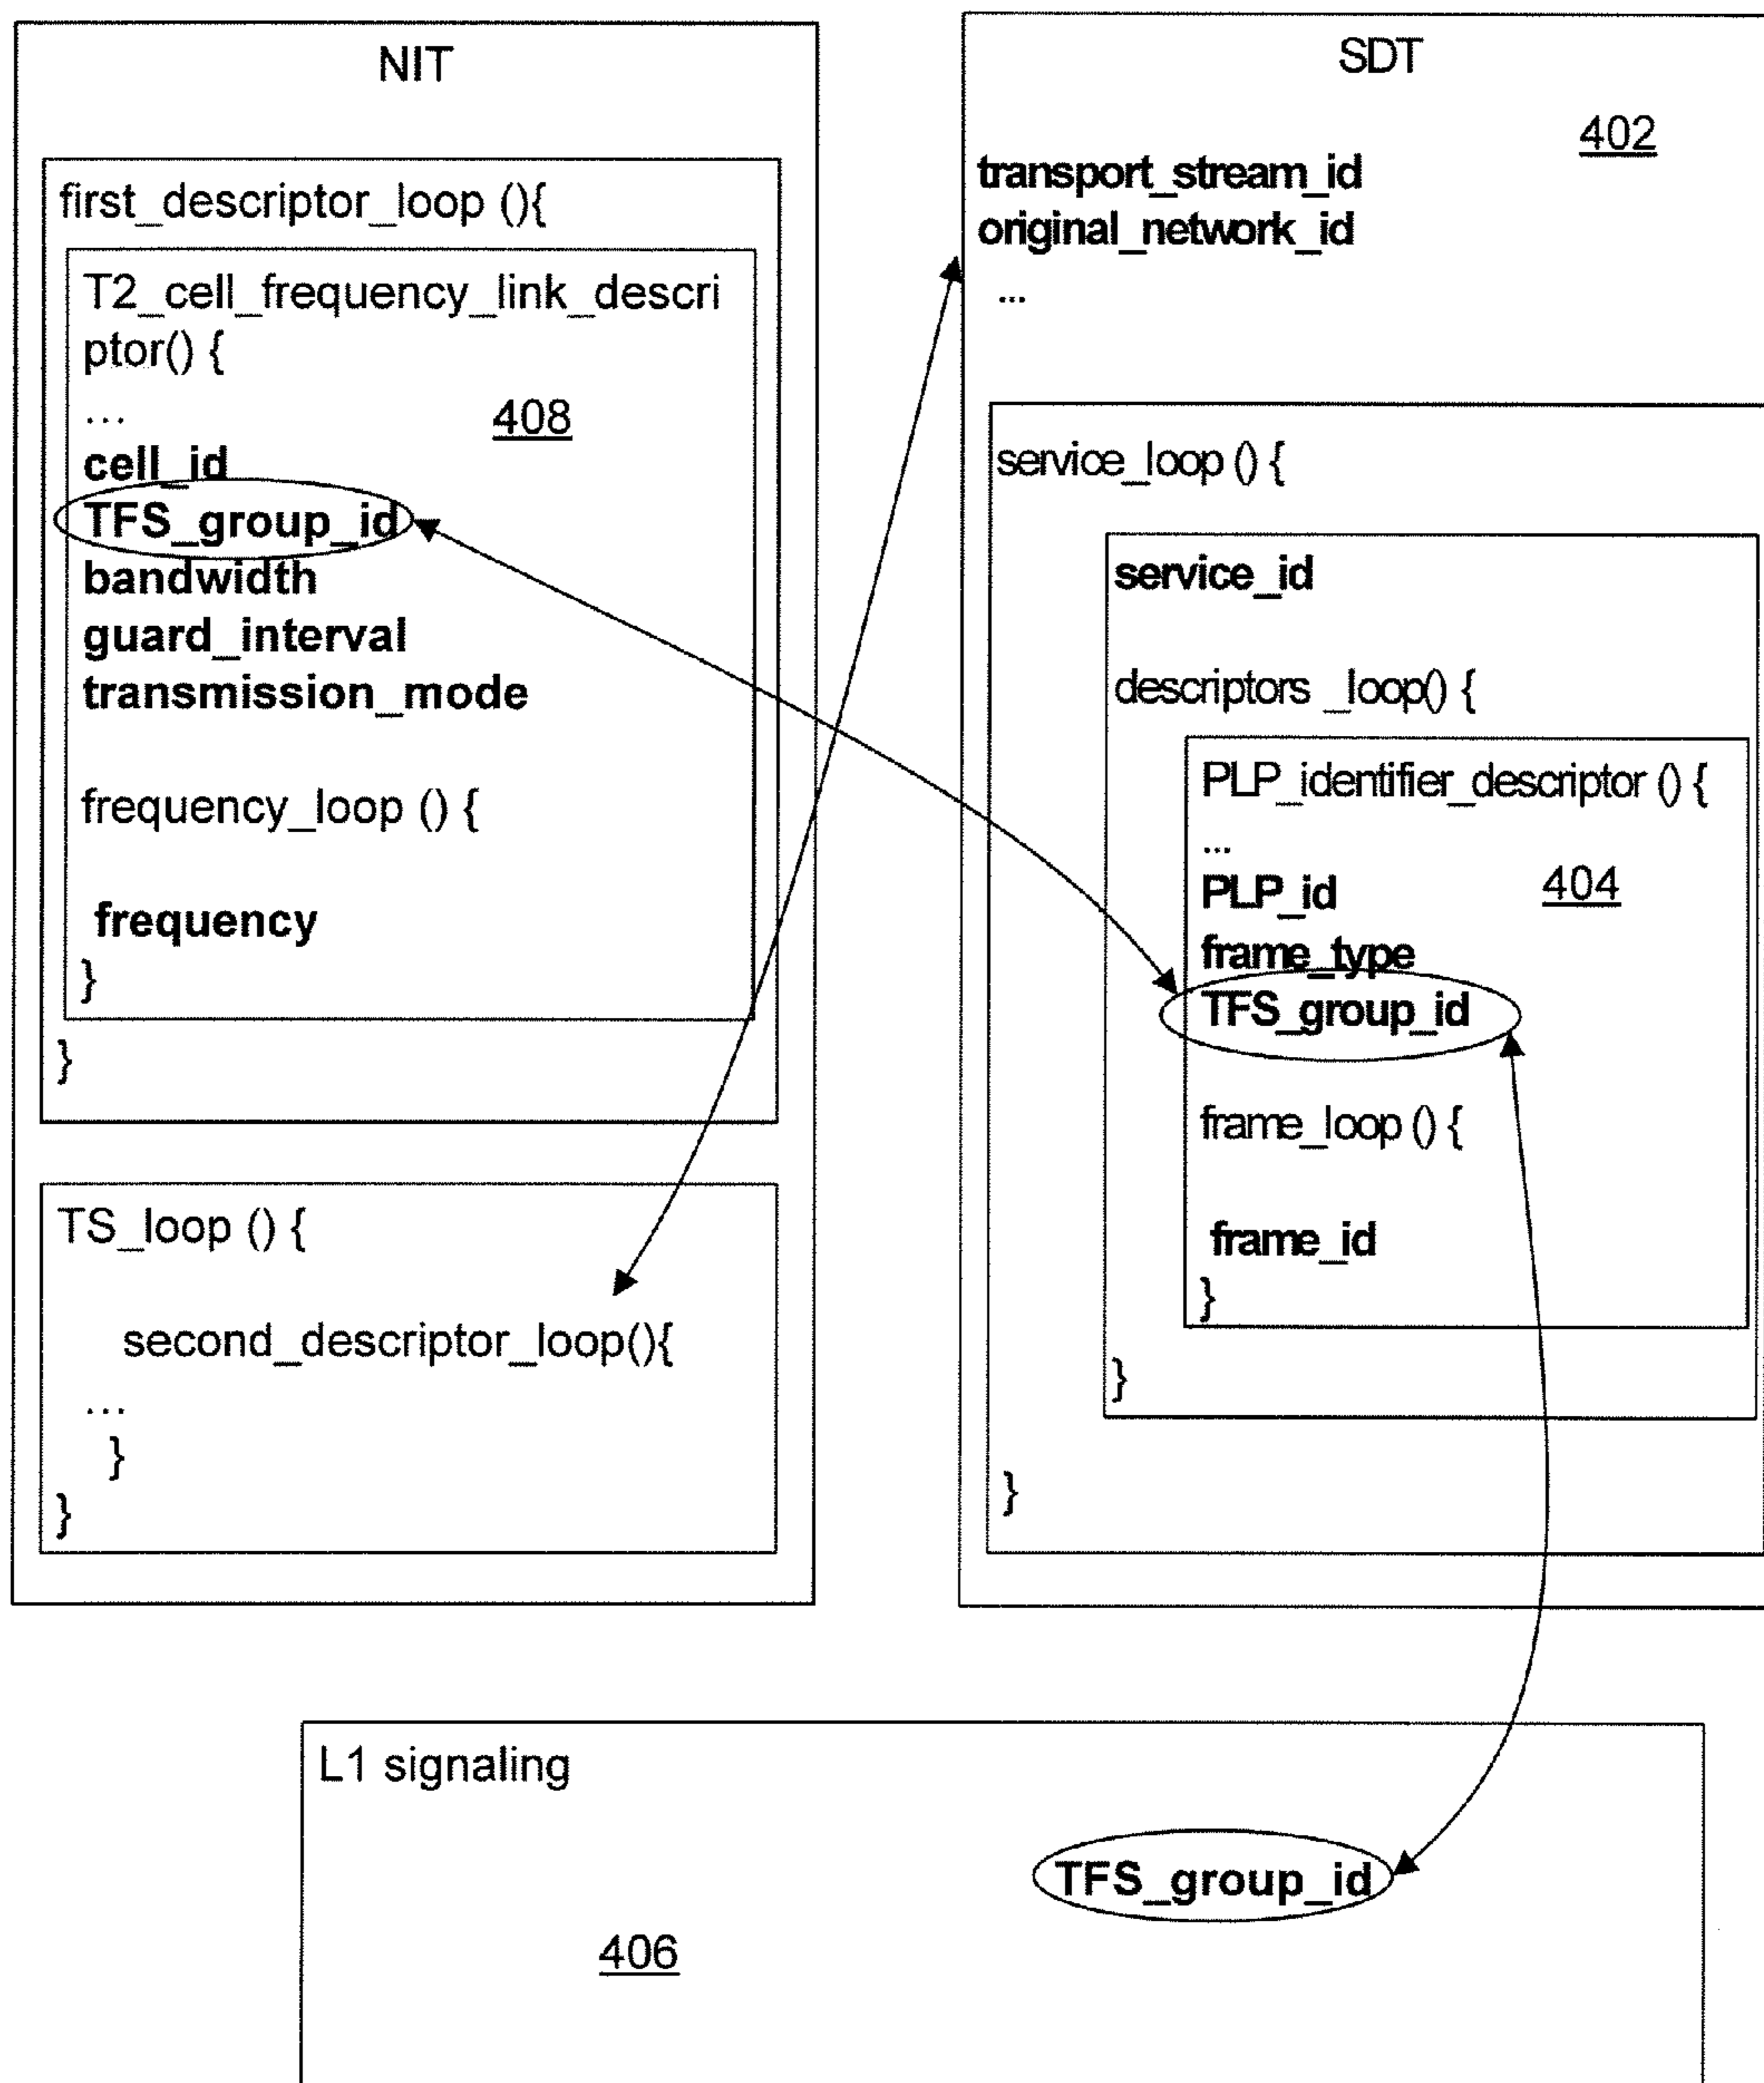 NIT
first_descriptor_loop (){
T2_cell_frequency_link_descri
ptor() {
...
408
cell_id
TFS_group_id
bandwidth
guard_interval
transmission_mode
frequency_loop () {
frequency
}
}
TS_loop () {
second_descriptor_loop(){
...
}
}
SDT
402
transport_stream_id
original_network_id
...
service_loop () {
service_id
descriptors _loop() {
PLP_identifier_descriptor () {
...
404
PLP_id
frame_type
TFS_group_id
frame_loop () {
frame_id
}
}
}
L1 signaling
TFS_group_id
406